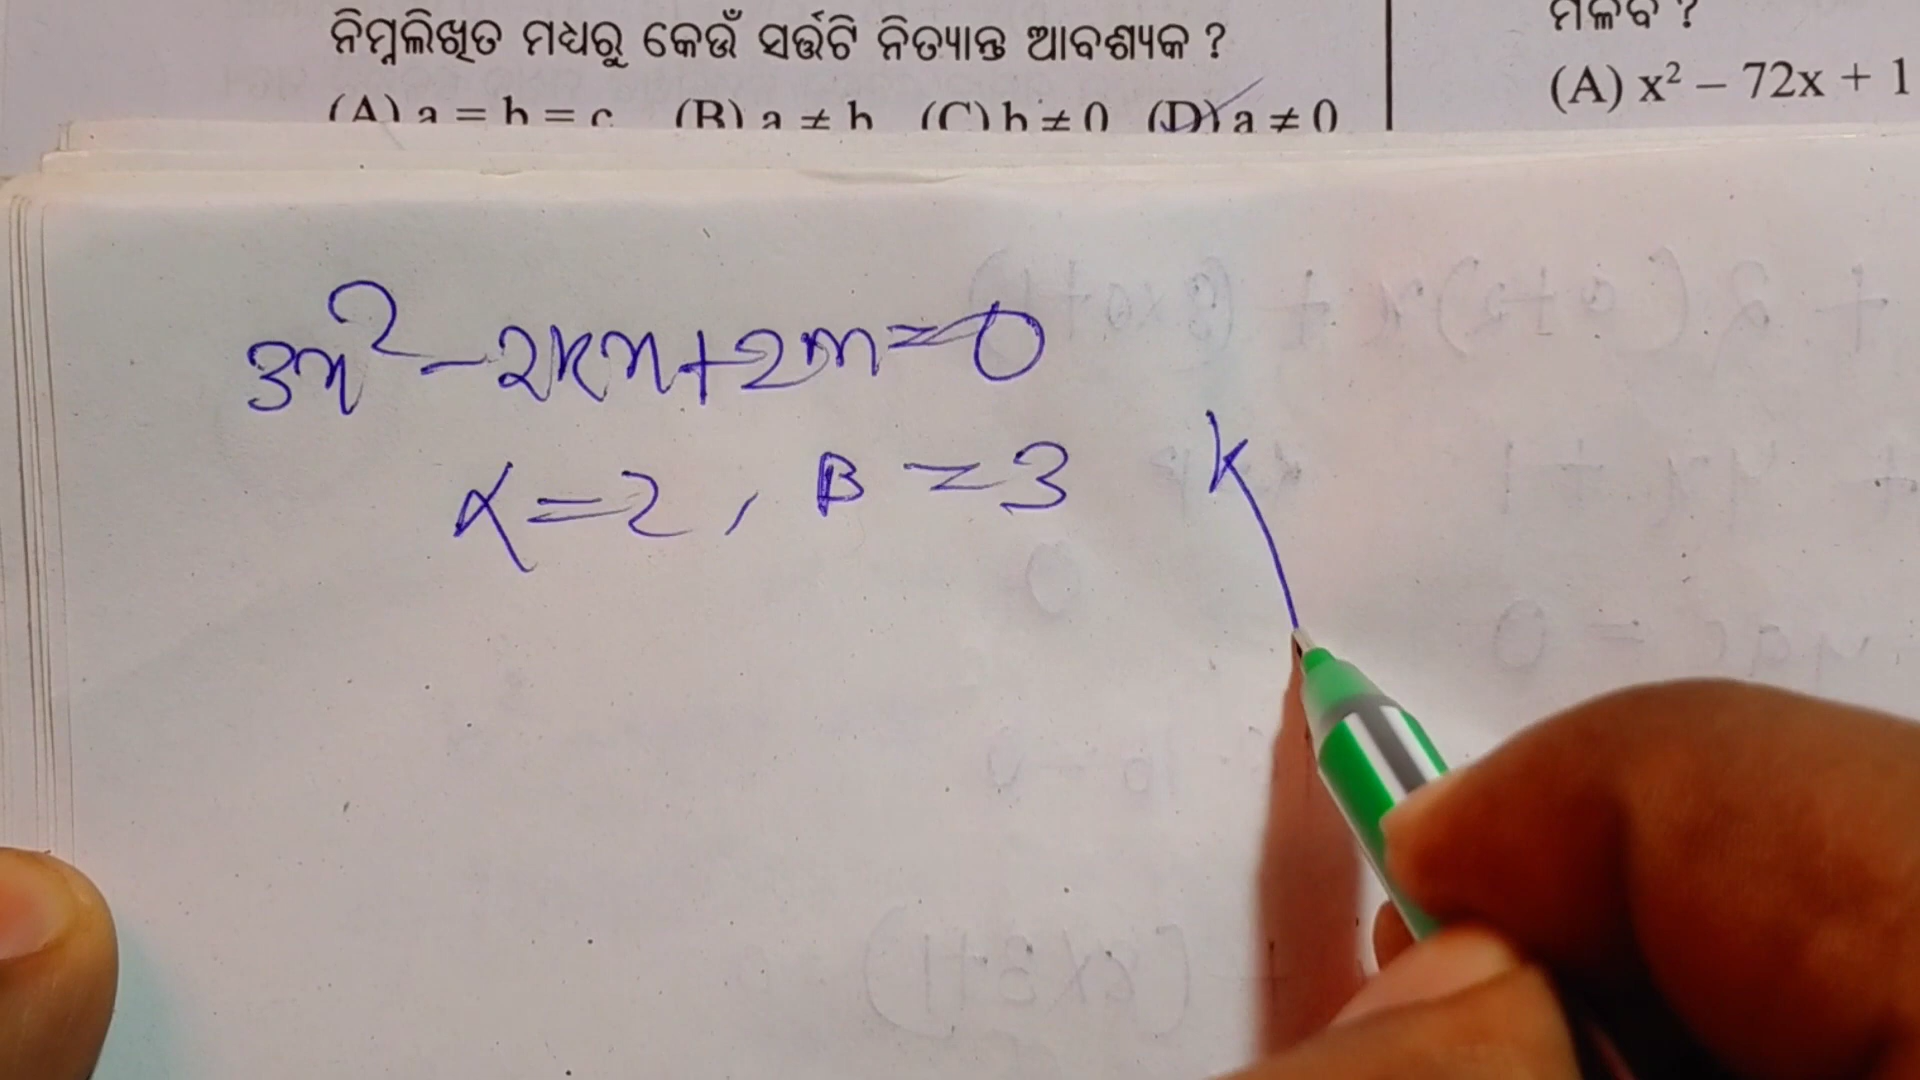 ନିମ୍ନଲିଖିତ ମଧ୍ୟରୁ କେଉଁ ସର୍ତ୍ତଟି ନିତ୍ୟାନ୍ତ ଆବଶ୍ୟକ ?
(A) a = b = c (B) a ≠ b (C) b ≠ 0 (D) a ≠ 0
ମିଳିବ ?
(A) x² – 72x + 1
3x² - 2kx + 2m = 0
α = 2, B = 3 k